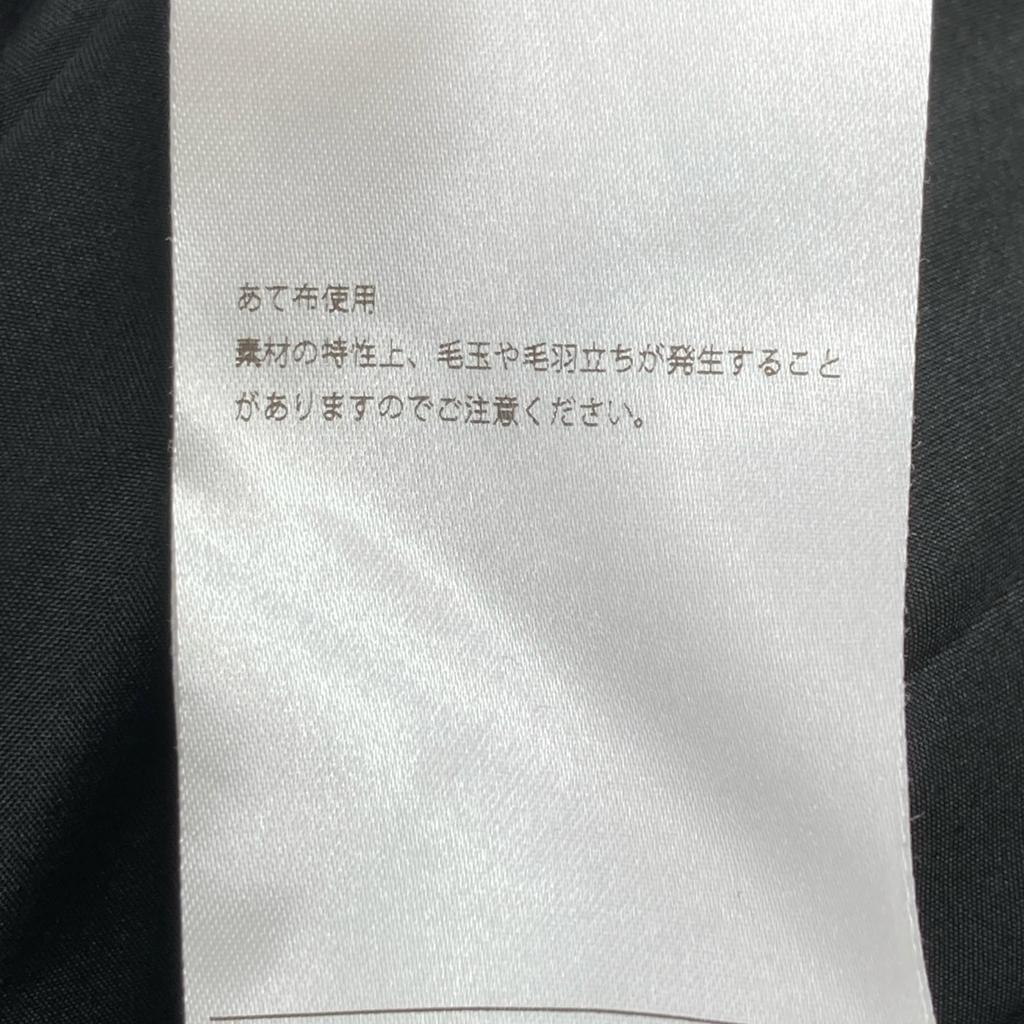 あて布使用
素材の特性上、毛玉や毛羽立ちが発生すること
がありますのでご注意ください。